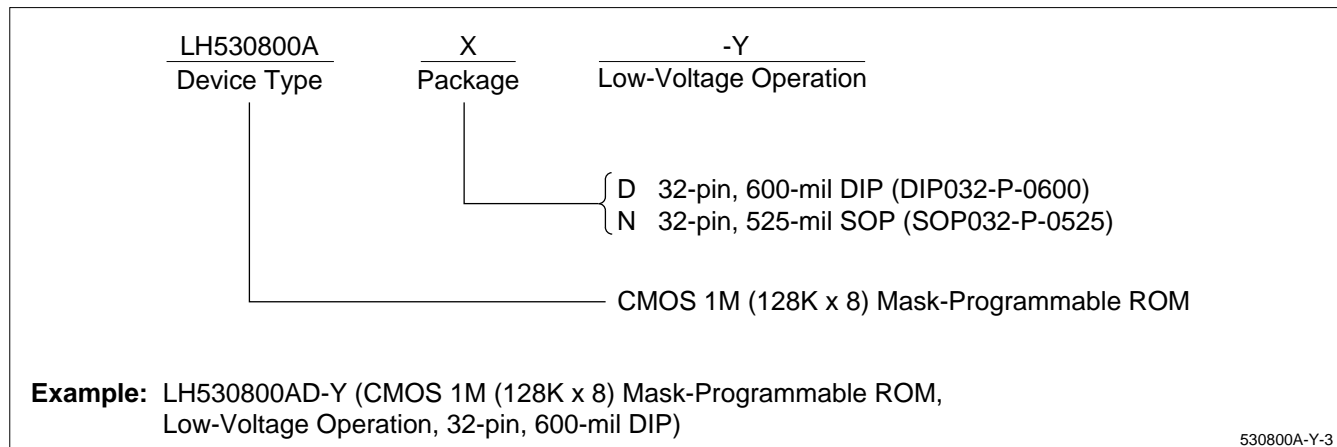 LH530800A X -Y
Device Type Package Low-Voltage Operation
D 32-pin, 600-mil DIP (DIP032-P-0600)
N 32-pin, 525-mil SOP (SOP032-P-0525)
CMOS 1M (128K x 8) Mask-Programmable ROM
Example: LH530800AD-Y (CMOS 1M (128K x 8) Mask-Programmable ROM,
Low-Voltage Operation, 32-pin, 600-mil DIP)
530800A-Y-3